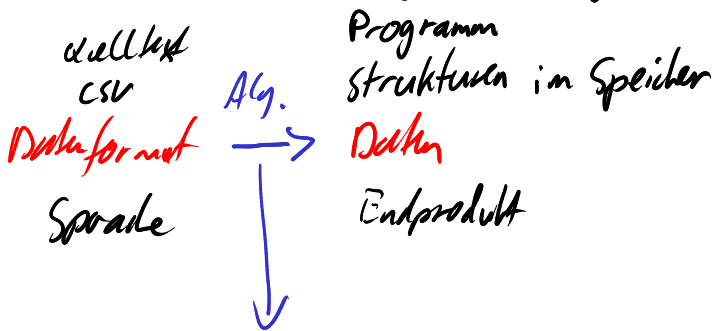 Quelltext
CSV
Datenformat
Sprache
Alg.
Programm
Strukturen im Speicher
Daten
Endprodukt